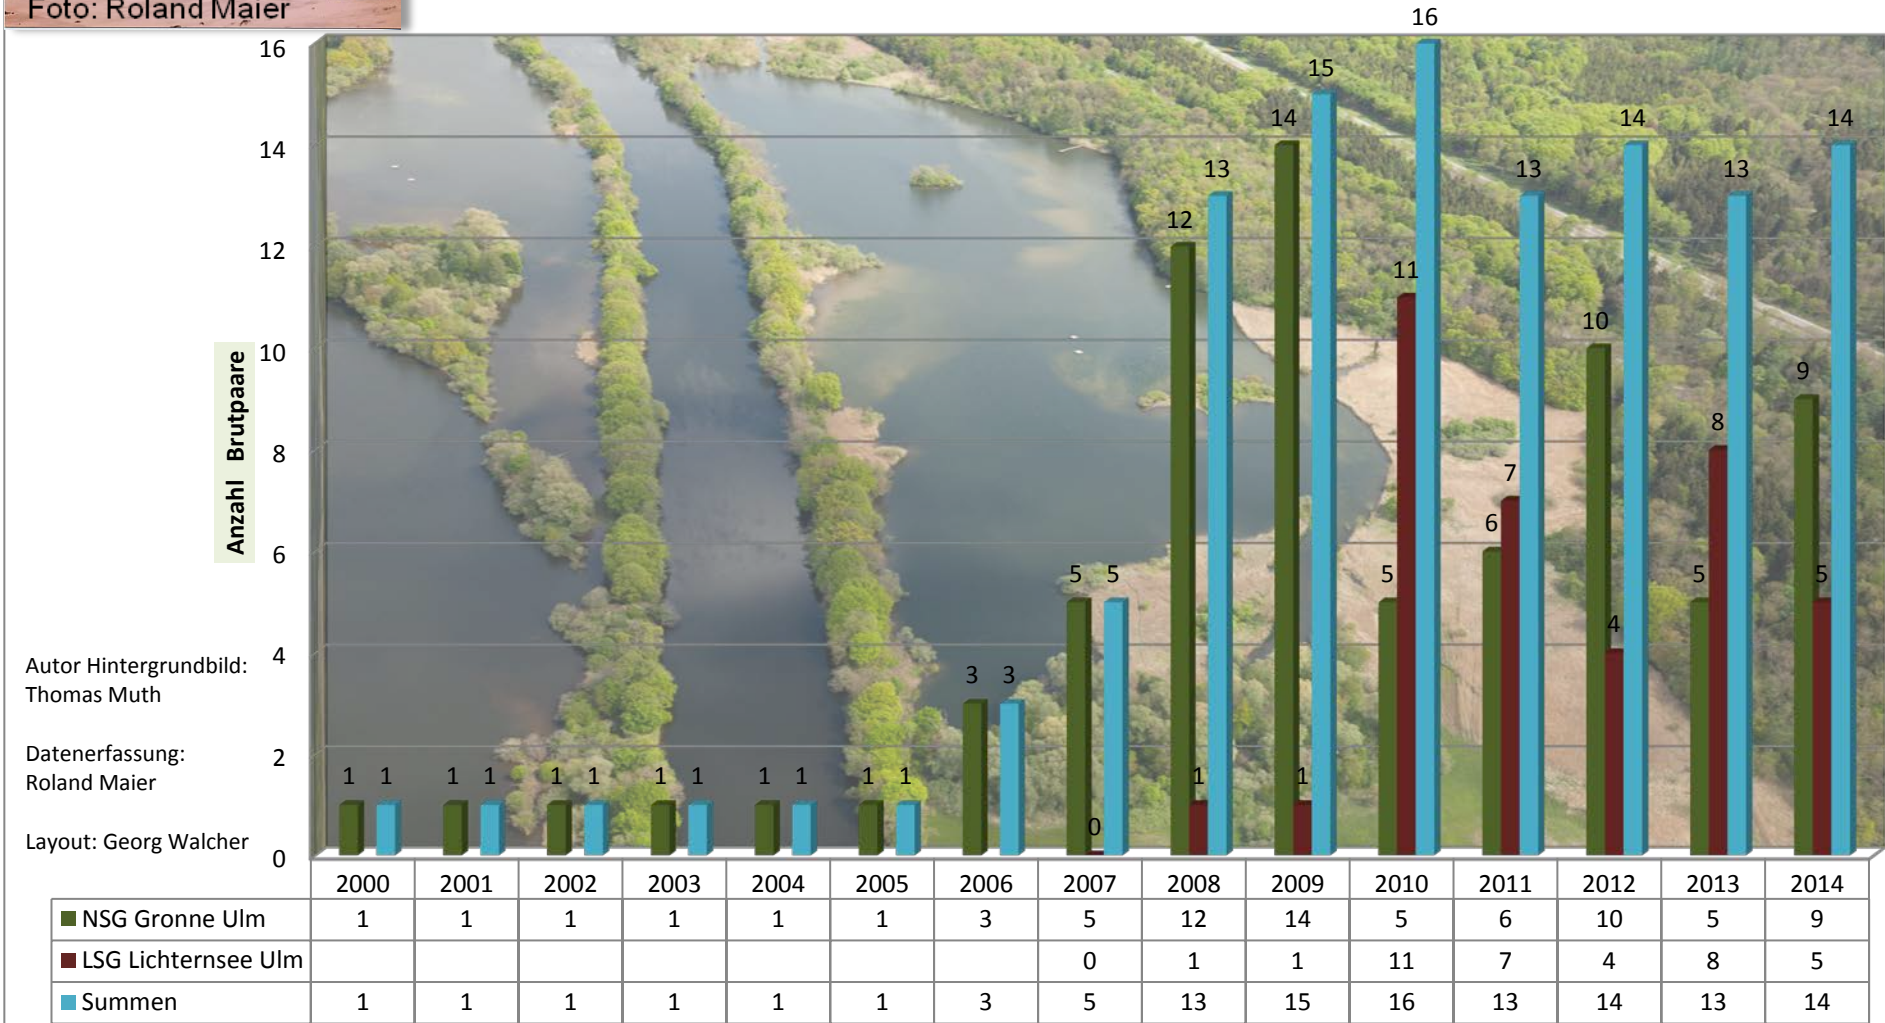 Foto: Roland Maier
16
14
12
10
8
6
4
2
0
Anzahl Brutpaare
Autor Hintergrundbild:
Thomas Muth
Datenerfassung:
Roland Maier
Layout: Georg Walcher
1 1 1 1 1 1 1 1 1 1 1 1 3 3 5 0 5 12 1 13 14 1 15 5 11 16 6 7 13 10 4 14 5 8 13 9 5 14
2000 2001 2002 2003 2004 2005 2006 2007 2008 2009 2010 2011 2012 2013 2014
NSG Gronne Ulm 1 1 1 1 1 1 3 5 12 14 5 6 10 5 9
LSG Lichternsee Ulm 0 1 1 11 7 4 8 5
Summen 1 1 1 1 1 1 3 5 13 15 16 13 14 13 14